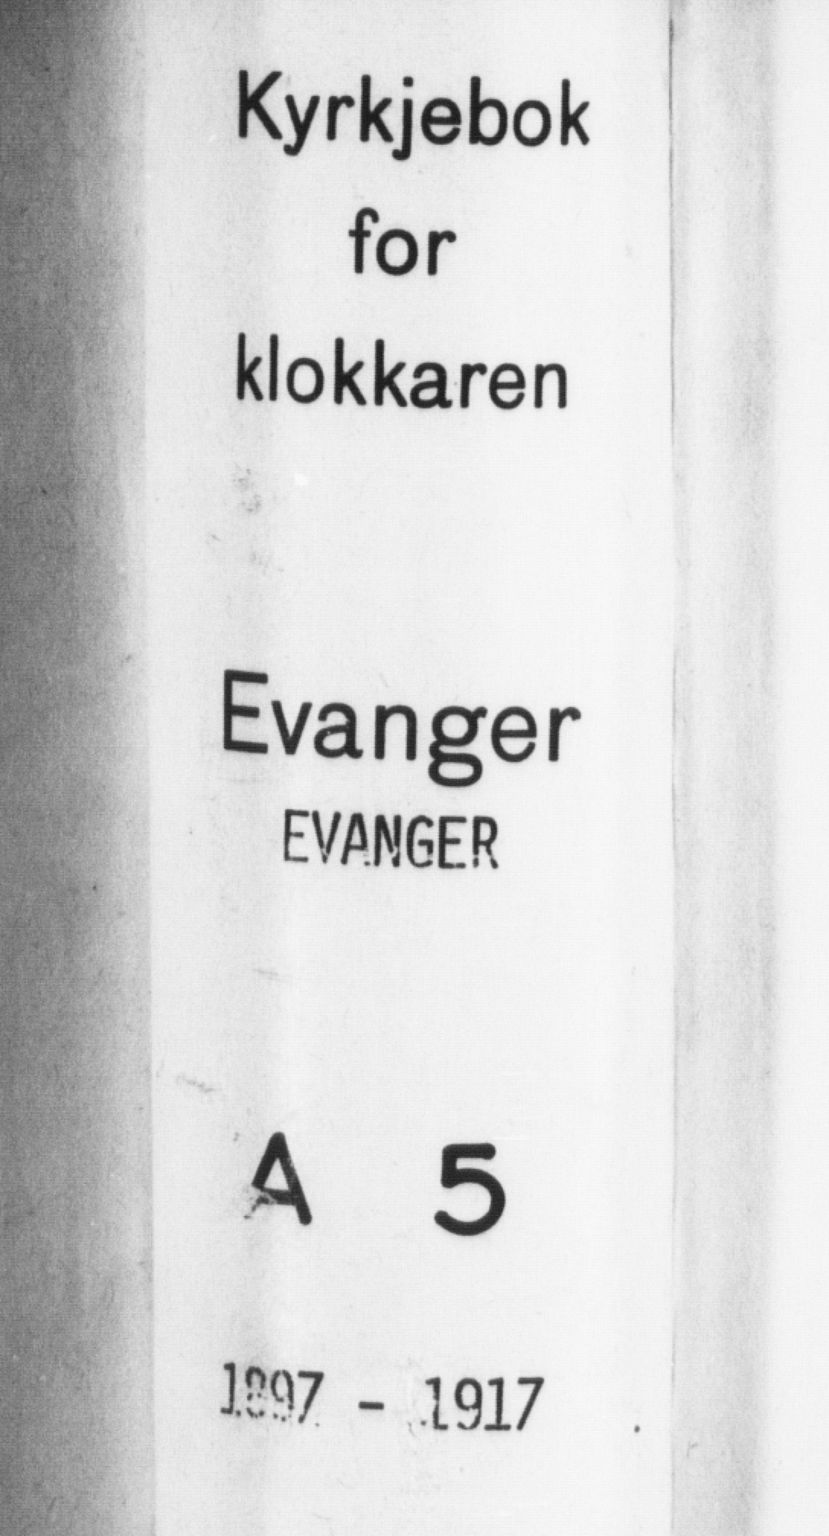 Kyrkjebok
for
klokkaren
Evanger
EVANGER
A 5
1897 - 1917